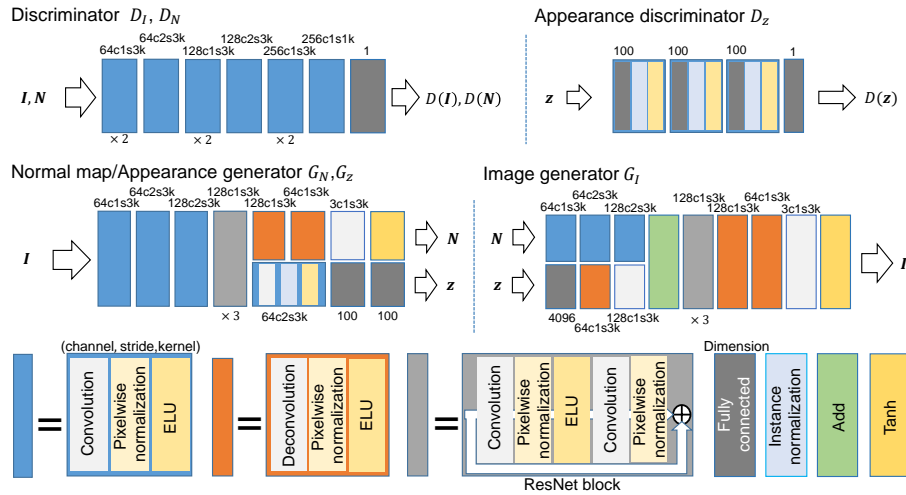 Discriminator D_I, D_N
64c2s3k 128c2s3k 256c1s1k
64c1s3k 128c1s3k 256c1s3k 1
I, N
D(I), D(N)
× 2 × 2 × 2
Appearance discriminator D_z
100 100 100 1
z
D(z)
Normal map/Appearance generator G_N,G_z
64c2s3k 128c1s3k 64c1s3k
64c1s3k 128c2s3k 128c1s3k 3c1s3k
I
N
z
× 3 64c2s3k 100 100
Image generator G_I
64c2s3k 128c1s3k 64c1s3k
64c1s3k 128c2s3k 128c1s3k 3c1s3k
N
z
I
4096 128c1s3k × 3
64c1s3k
(channel, stride,kernel)
=
Convolution
Pixelwise
normalization
ELU
=
Deconvolution
Pixelwise
normalization
ELU
=
Convolution
Pixelwise
normalization
ELU
Convolution
Pixelwise
normalization
ResNet block
Dimension
Fully
connected
Instance
normalization
Add
Tanh